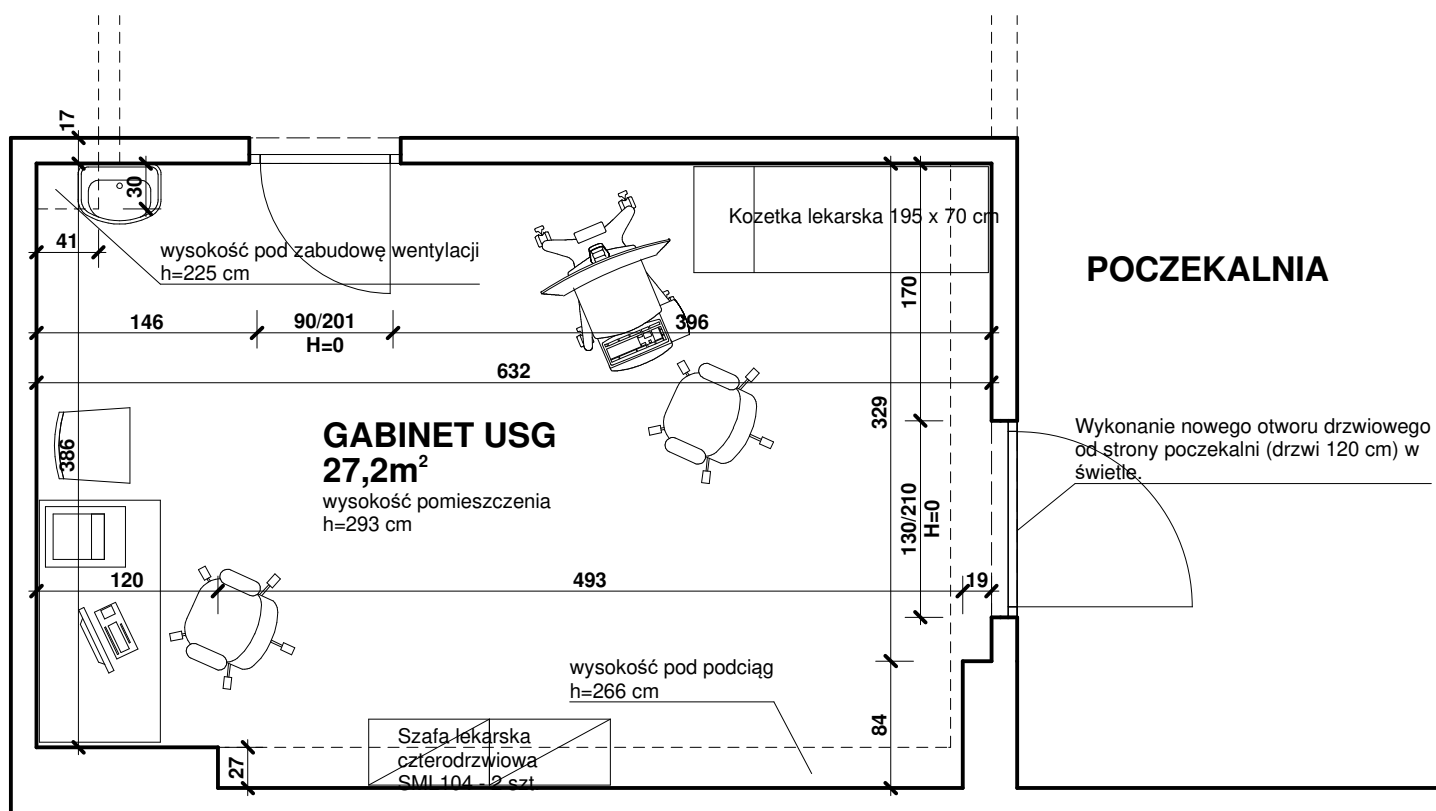 17
30
41
wysokość pod zabudowę wentylacji
h=225 cm
Kozetka lekarska 195 x 70 cm
POCZEKALNIA
170
146
90/201
H=0
396
632
329
386
GABINET USG
27,2m²
wysokość pomieszczenia
h=293 cm
Wykonanie nowego otworu drzwiowego
od strony poczekalni (drzwi 120 cm) w
świetle.
130/210
H=0
120
493
19
wysokość pod podciąg
h=266 cm
84
Szafa lekarska
czterodrzwiowa
SML104 - 2 szt
27